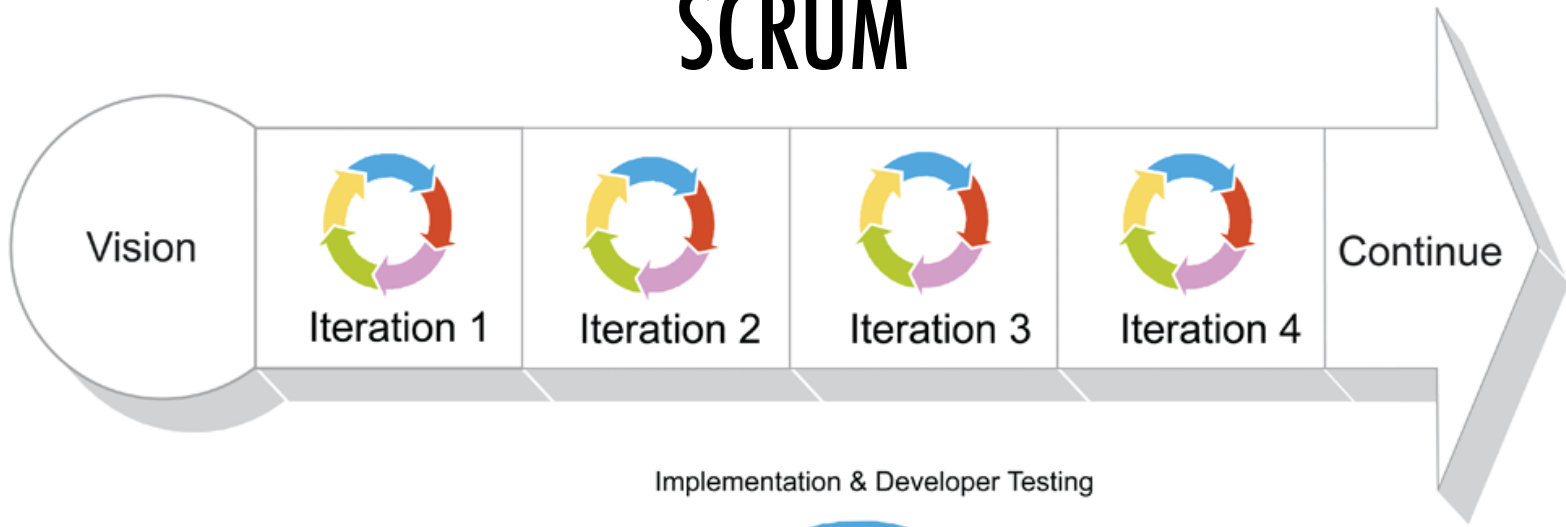 SCRUM
Vision
Iteration 1
Iteration 2
Iteration 3
Iteration 4
Continue
Implementation & Developer Testing